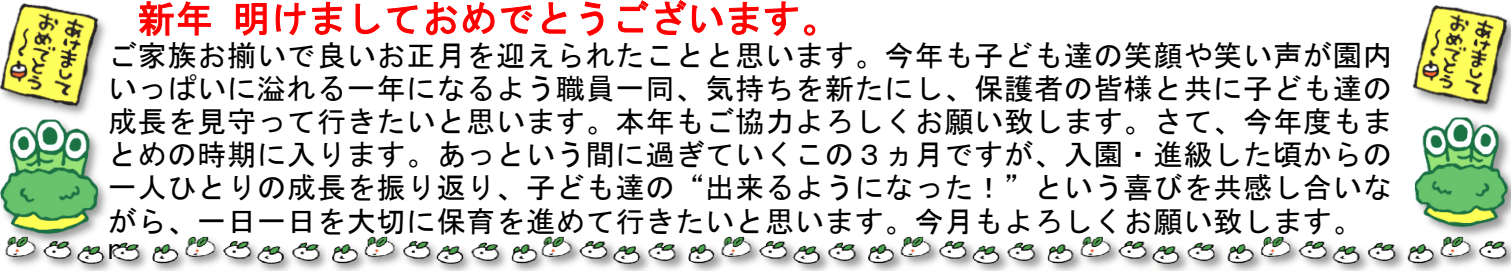 新年 明けましておめでとうございます。
ご家族お揃いで良いお正月を迎えられたことと思います。今年も子ども達の笑顔や笑い声が園内
いっぱいに溢れる一年になるよう職員一同、気持ちを新たにし、保護者の皆様と共に子ども達の
成長を見守って行きたいと思います。本年もご協力よろしくお願い致します。さて、今年度もま
とめの時期に入ります。あっという間に過ぎていくこの３ヵ月ですが、入園・進級した頃からの
一人ひとりの成長を振り返り、子ども達の“出来るようになった！”という喜びを共感し合いな
がら、一日一日を大切に保育を進めて行きたいと思います。今月もよろしくお願い致します。
r
あけまして
おめでとう
～～
あけまして
おめでとう
～～